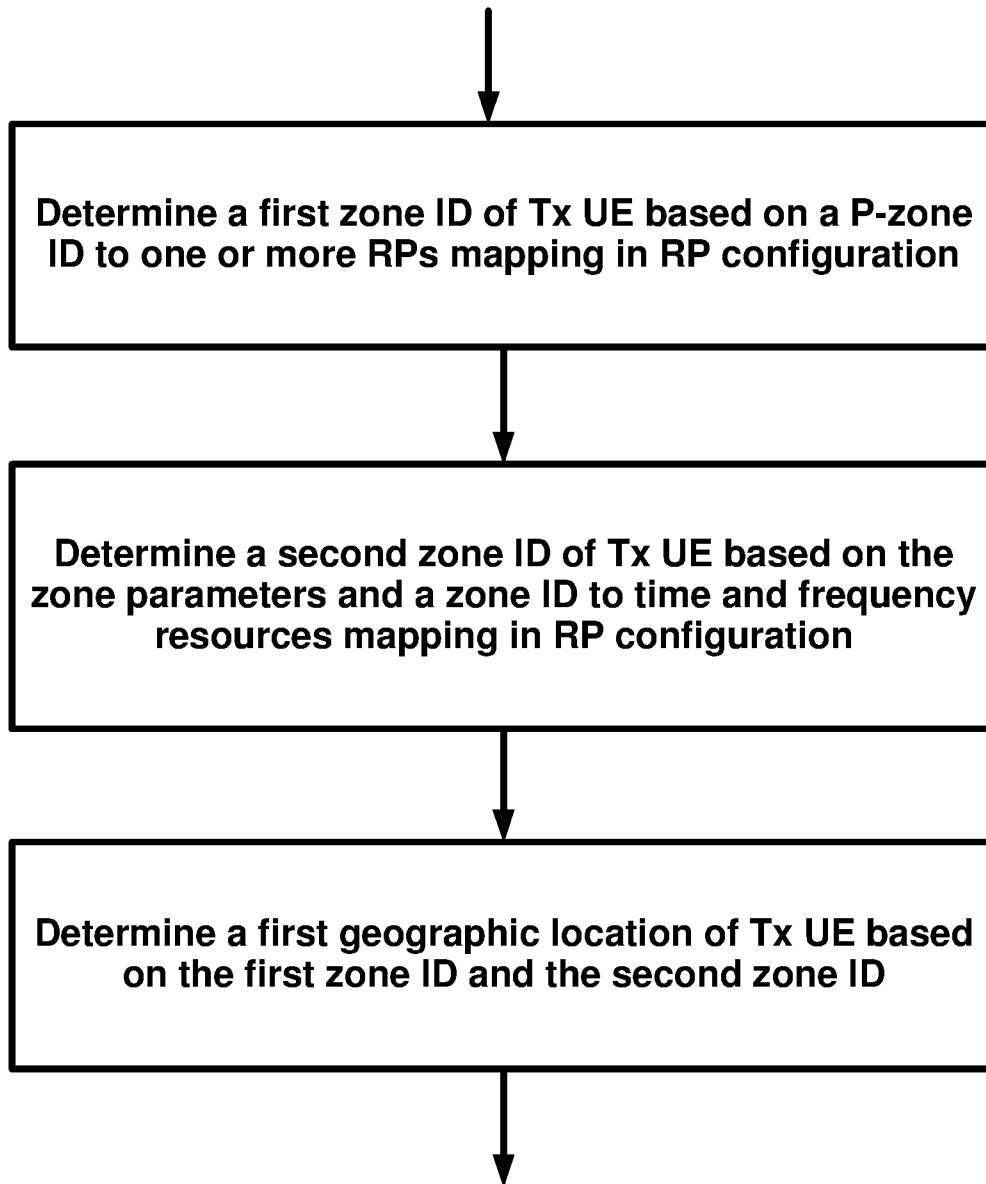 Determine a first zone ID of Tx UE based on a P-zone
ID to one or more RPs mapping in RP configuration
Determine a second zone ID of Tx UE based on the
zone parameters and a zone ID to time and frequency
resources mapping in RP configuration
Determine a first geographic location of Tx UE based
on the first zone ID and the second zone ID